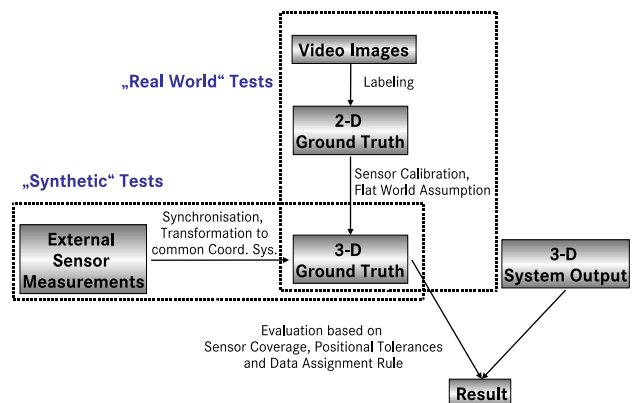 Video Images
„Real World“ Tests
Labeling
2-D
Ground Truth
Sensor Calibration,
Flat World Assumption
„Synthetic“ Tests
Synchronisation,
Transformation to
common Coord. Sys.
External
Sensor
Measurements
3-D
Ground Truth
3-D
System Output
Evaluation based on
Sensor Coverage, Positional Tolerances
and Data Assignment Rule
Result